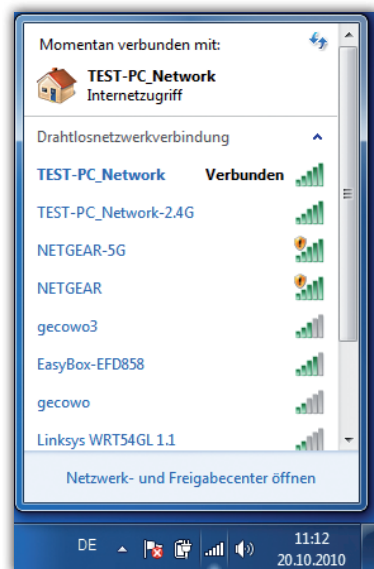 Momentan verbunden mit:
TEST-PC_Network
Internetzugriff
Drahtlosnetzwerkverbindung
TEST-PC_Network Verbunden
TEST-PC_Network-2.4G
NETGEAR-5G
NETGEAR
gecowo3
EasyBox-EFD858
gecowo
Linksys WRT54GL 1.1
Netzwerk- und Freigabecenter öffnen
DE 11:12
20.10.2010